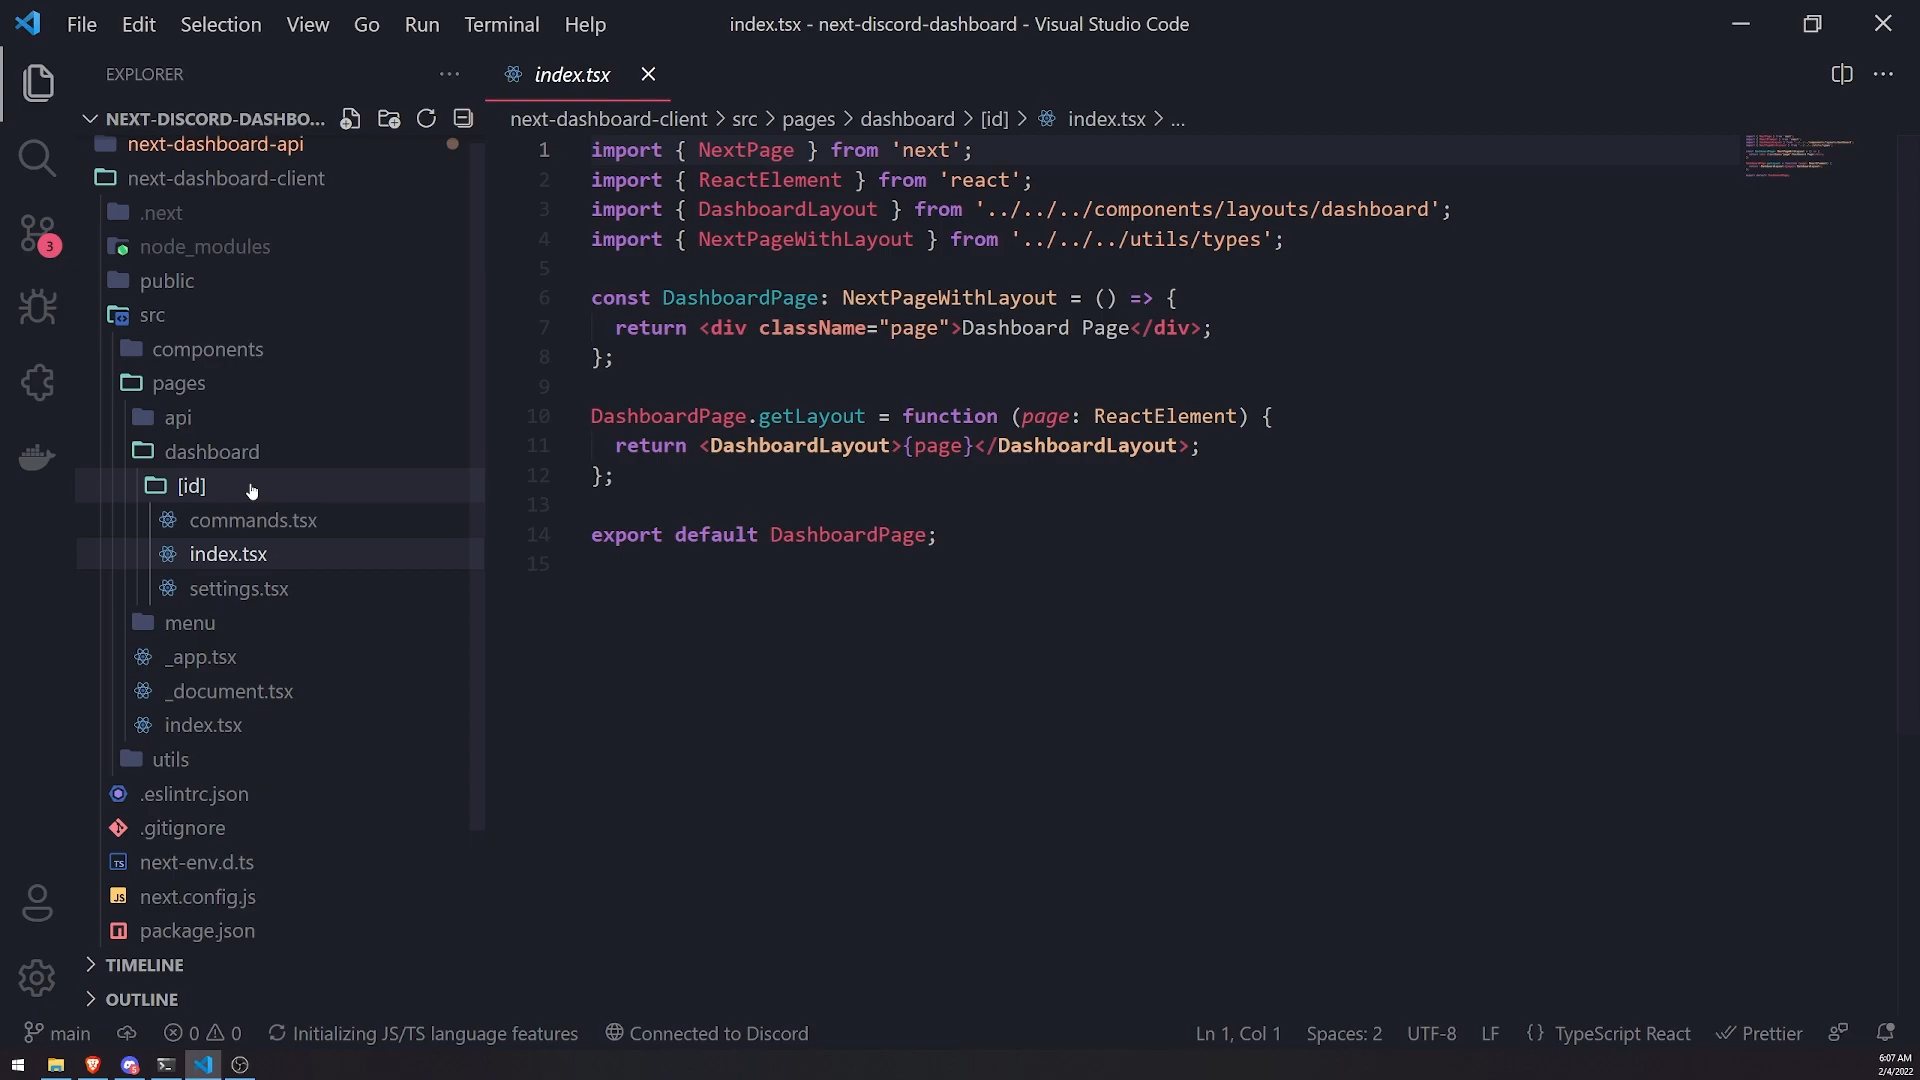 File Edit Selection View Go Run Terminal Help
index.tsx - next-discord-dashboard - Visual Studio Code
EXPLORER
index.tsx
NEXT-DISCORD-DASHBO...
next-dashboard-client > src > pages > dashboard > [id] > index.tsx > ...
next-dashboard-api
next-dashboard-client
.next
node_modules
public
src
components
pages
api
dashboard
[id]
commands.tsx
index.tsx
settings.tsx
menu
_app.tsx
_document.tsx
index.tsx
utils
.eslintrc.json
.gitignore
next-env.d.ts
next.config.js
package.json
TIMELINE
OUTLINE
3
1 import { NextPage } from 'next';
2 import { ReactElement } from 'react';
3 import { DashboardLayout } from '../../../components/layouts/dashboard';
4 import { NextPageWithLayout } from '../../../utils/types';
5
6 const DashboardPage: NextPageWithLayout = () => {
7 return <div className="page">Dashboard Page</div>;
8 };
9
10 DashboardPage.getLayout = function (page: ReactElement) {
11 return <DashboardLayout>{page}</DashboardLayout>;
12 };
13
14 export default DashboardPage;
15
main 0 0 Initializing JS/TS language features Connected to Discord
Ln 1, Col 1 Spaces: 2 UTF-8 LF {} TypeScript React Prettier
6:07 AM
2/4/2022